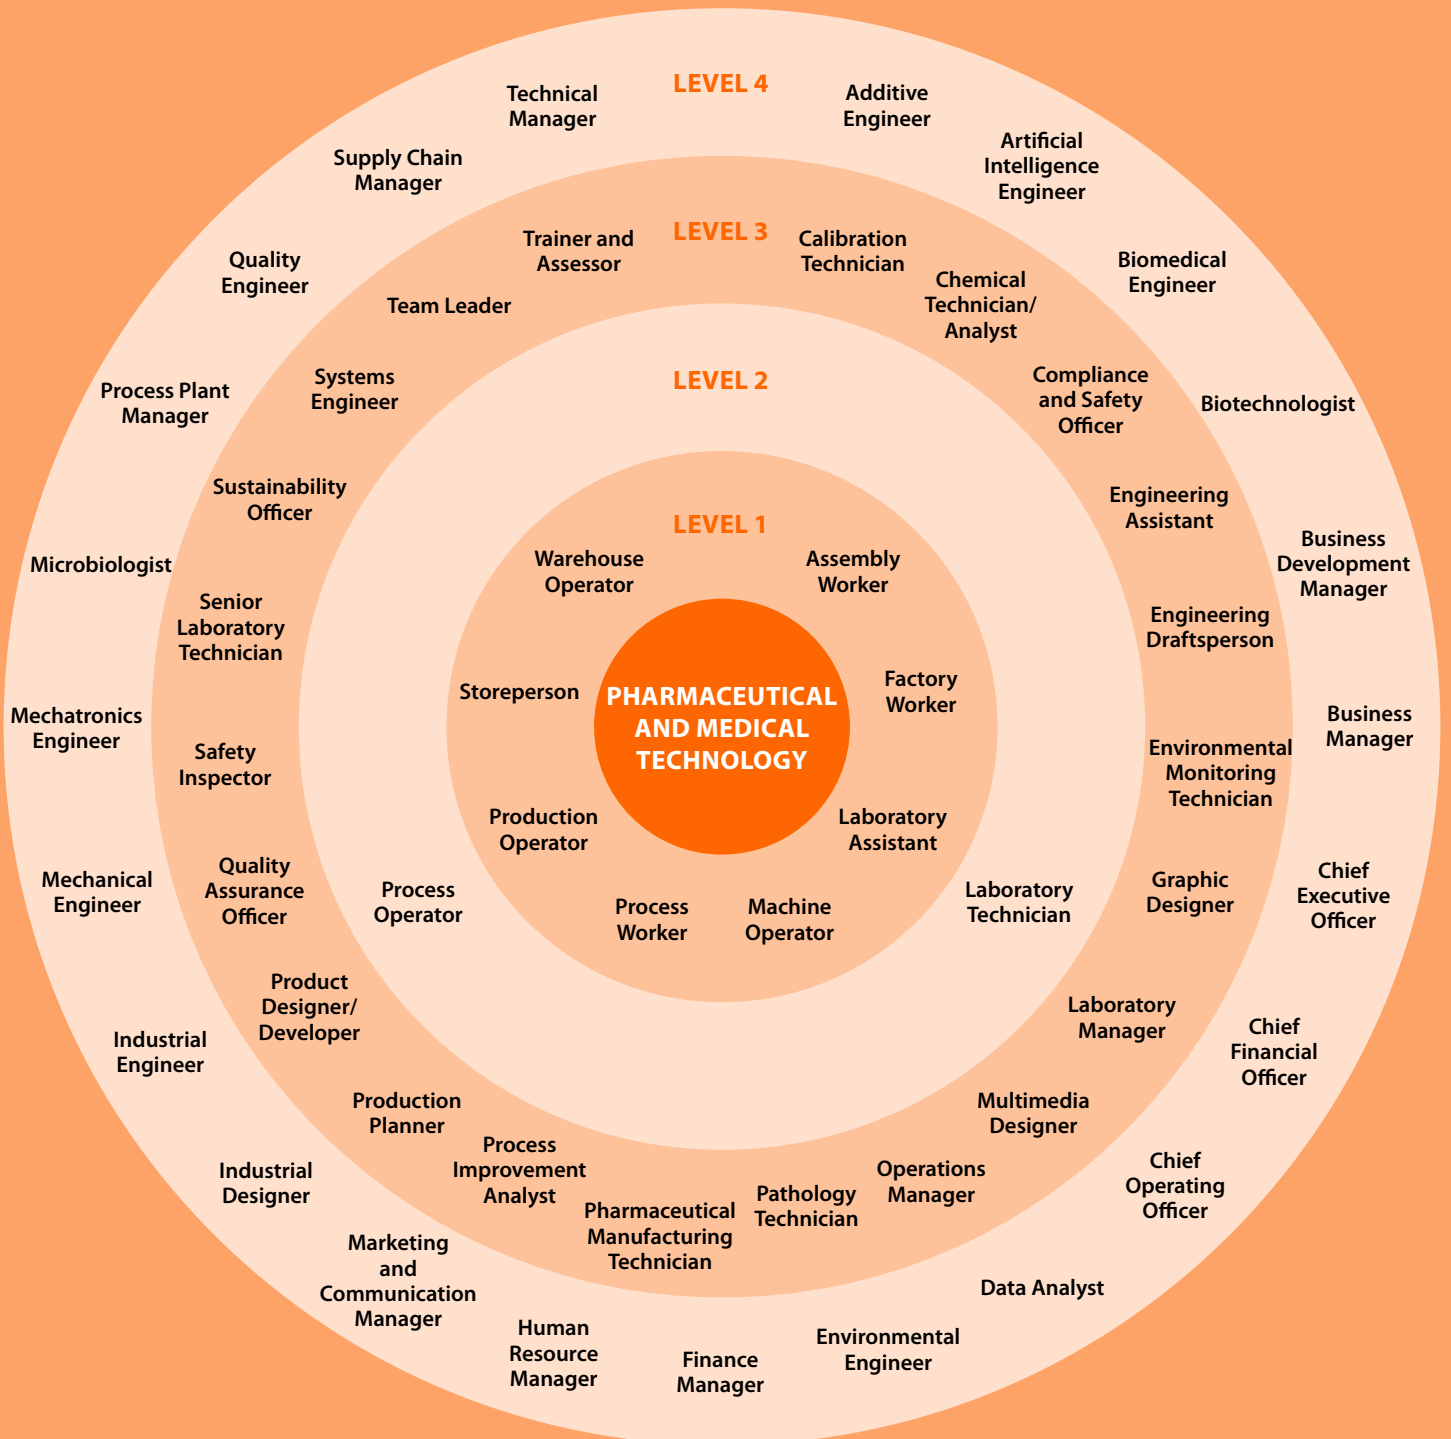 LEVEL 4
Additive
Engineer
Artificial
Intelligence
Engineer
Biomedical
Engineer
Biotechnologist
Business
Development
Manager
Business
Manager
Chief
Executive
Officer
Chief
Financial
Officer
Chief
Operating
Officer
Data Analyst
Environmental
Engineer
Finance
Manager
Human
Resource
Manager
Marketing
and
Communication
Manager
Industrial
Designer
Industrial
Engineer
Mechanical
Engineer
Mechatronics
Engineer
Microbiologist
Process Plant
Manager
Quality
Engineer
Supply Chain
Manager
Technical
Manager
LEVEL 3
Calibration
Technician
Chemical
Technician/
Analyst
Compliance
and Safety
Officer
Engineering
Assistant
Engineering
Draftsperson
Environmental
Monitoring
Technician
Graphic
Designer
Laboratory
Manager
Multimedia
Designer
Operations
Manager
Pathology
Technician
Pharmaceutical
Manufacturing
Technician
Process
Improvement
Analyst
Production
Planner
Product
Designer/
Developer
Quality
Assurance
Officer
Safety
Inspector
Senior
Laboratory
Technician
Sustainability
Officer
Systems
Engineer
Team Leader
Trainer and
Assessor
LEVEL 2
Laboratory
Technician
Process
Operator
LEVEL 1
Assembly
Worker
Factory
Worker
Laboratory
Assistant
Machine
Operator
Process
Worker
Production
Operator
Storeperson
Warehouse
Operator
PHARMACEUTICAL
AND MEDICAL
TECHNOLOGY